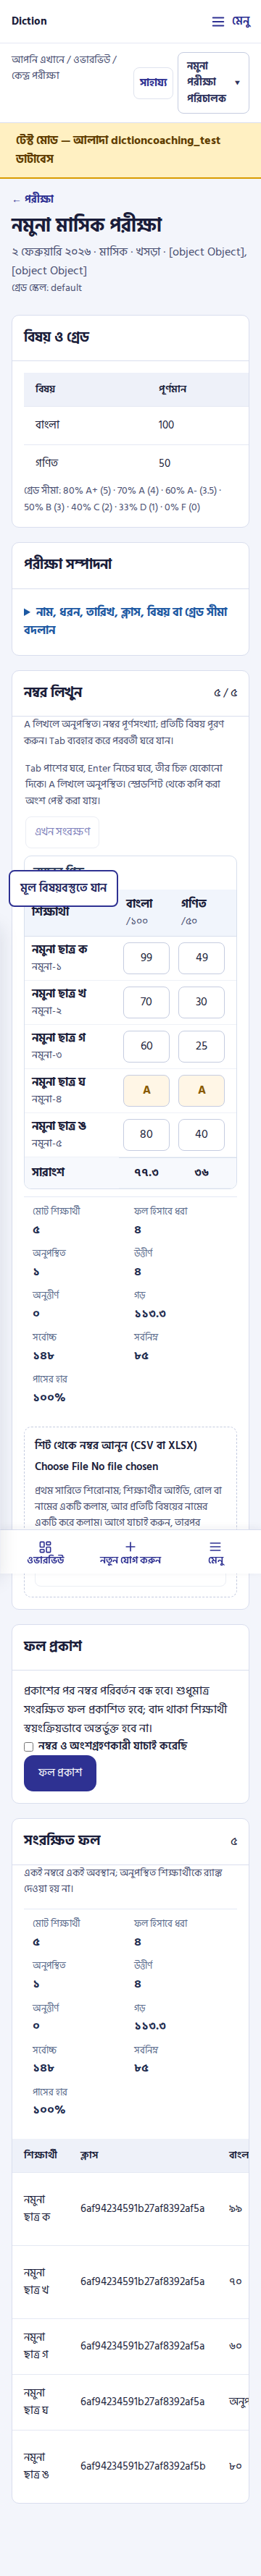 Diction
মেনু
আপনি এখানে / ওভারভিউ /
কেন্দ্র পরীক্ষা
সাহায্য
নমুনা
পরীক্ষা
পরিচালক
টেস্ট মোড — আলাদা dictioncoaching_test
ডাটাবেস
← পরীক্ষা
নমুনা মাসিক পরীক্ষা
২ ফেব্রুয়ারি ২০২৬ · মাসিক · খসড়া · [object Object],
[object Object]
গ্রেড স্কেল: default
বিষয় ও গ্রেড
বিষয় পূর্ণমান
বাংলা 100
গণিত 50
গ্রেড সীমা: 80% A+ (5) · 70% A (4) · 60% A- (3.5) ·
50% B (3) · 40% C (2) · 33% D (1) · 0% F (0)
পরীক্ষা সম্পাদনা
▶ নাম, ধরন, তারিখ, ক্লাস, বিষয় বা গ্রেড সীমা
বদলান
নম্বর লিখুন ৫ / ৫
A লিখলে অনুপস্থিত। নম্বর পূর্ণসংখ্যা; প্রতিটি বিষয় পূরণ
করুন। Tab ব্যবহার করে পরবর্তী ঘরে যান।
Tab পাশের ঘরে, Enter নিচের ঘরে, তীর চিহ্ন যেকোনো
দিকে। A লিখলে অনুপস্থিত। স্প্রেডশিট থেকে কপি করা
অংশ পেস্ট করা যায়।
এখন সংরক্ষণ
মূল বিষয়বস্তুতে যান
শিক্ষার্থী
বাংলা
/১০০
গণিত
/৫০
নমুনা ছাত্র ক
নমুনা-১
99 49
নমুনা ছাত্র খ
নমুনা-২
70 30
নমুনা ছাত্র গ
নমুনা-৩
60 25
নমুনা ছাত্র ঘ
নমুনা-৪
A A
নমুনা ছাত্র ঙ
নমুনা-৫
80 40
সারাংশ ৭৭.৩ ৩৬
মোট শিক্ষার্থী ফল হিসাবে ধরা
৫ ৪
অনুপস্থিত উত্তীর্ণ
১ ৪
অনুত্তীর্ণ গড়
০ ১১৩.৩
সর্বোচ্চ সর্বনিম্ন
১৪৮ ৮৫
পাসের হার
১০০%
শিট থেকে নম্বর আনুন (CSV বা XLSX)
Choose File No file chosen
প্রথম সারিতে শিরোনাম; শিক্ষার্থীর আইডি, রোল বা
নামের একটি কলাম, আর প্রতিটি বিষয়ের নামের
একটি করে কলাম। আগে যাচাই করুন, তারপর
ওভারভিউ নতুন যোগ করুন মেনু
ফল প্রকাশ
প্রকাশের পর নম্বর পরিবর্তন বন্ধ হবে। শুধুমাত্র
সংরক্ষিত ফল প্রকাশিত হবে; বাদ থাকা শিক্ষার্থী
স্বয়ংক্রিয়ভাবে অন্তর্ভুক্ত হবে না।
নম্বর ও অংশগ্রহণকারী যাচাই করেছি
ফল প্রকাশ
সংরক্ষিত ফল ৫
একই নম্বরে একই অবস্থান; অনুপস্থিত শিক্ষার্থীকে র‍্যাঙ্ক
দেওয়া হয় না।
মোট শিক্ষার্থী ফল হিসাবে ধরা
৫ ৪
অনুপস্থিত উত্তীর্ণ
১ ৪
অনুত্তীর্ণ গড়
০ ১১৩.৩
সর্বোচ্চ সর্বনিম্ন
১৪৮ ৮৫
পাসের হার
১০০%
শিক্ষার্থী ক্লাস
নমুনা
ছাত্র ক
6af94234591b27af8392af5a ৯৯
নমুনা
ছাত্র খ
6af94234591b27af8392af5a ৭০
নমুনা
ছাত্র গ
6af94234591b27af8392af5a ৬০
নমুনা
ছাত্র ঘ
6af94234591b27af8392af5a
নমুনা
ছাত্র ঙ
6af94234591b27af8392af5b ৮০